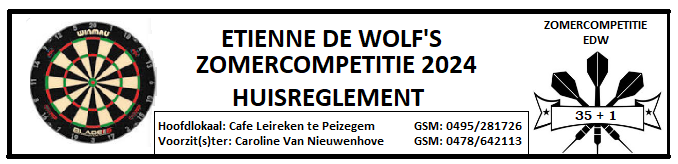 ETIENNE DE WOLF'S
ZOMERCOMPETITIE 2024
HUISREGLEMENT
Hoofdlokaal: Cafe Leireken te Peizegem GSM: 0495/281726
Voorzit(s)ter: Caroline Van Nieuwenhove GSM: 0478/642113
ZOMERCOMPETITIE
EDW
35 + 1
WINMAU
BLADE